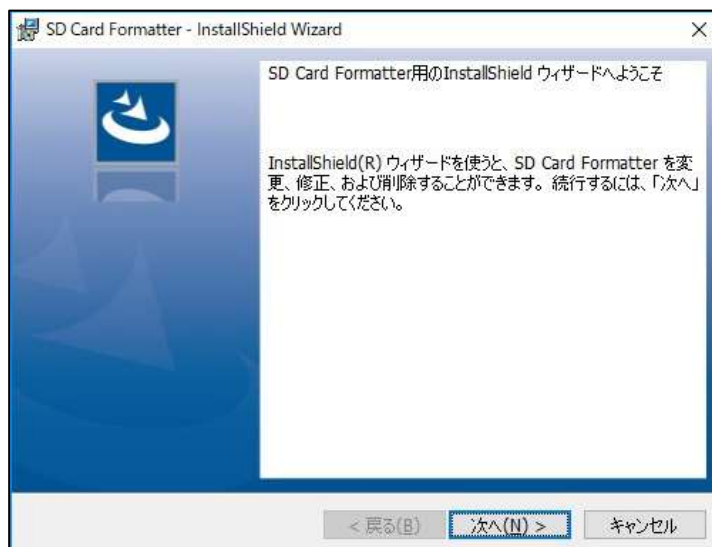 SD Card Formatter - InstallShield Wizard
SD Card Formatter用のInstallShield ウィザードへようこそ
InstallShield(R) ウィザードを使うと、SD Card Formatter を変
更、修正、および削除することができます。続行するには、「次へ」
をクリックしてください。
< 戻る(B)
次へ(N) >
キャンセル